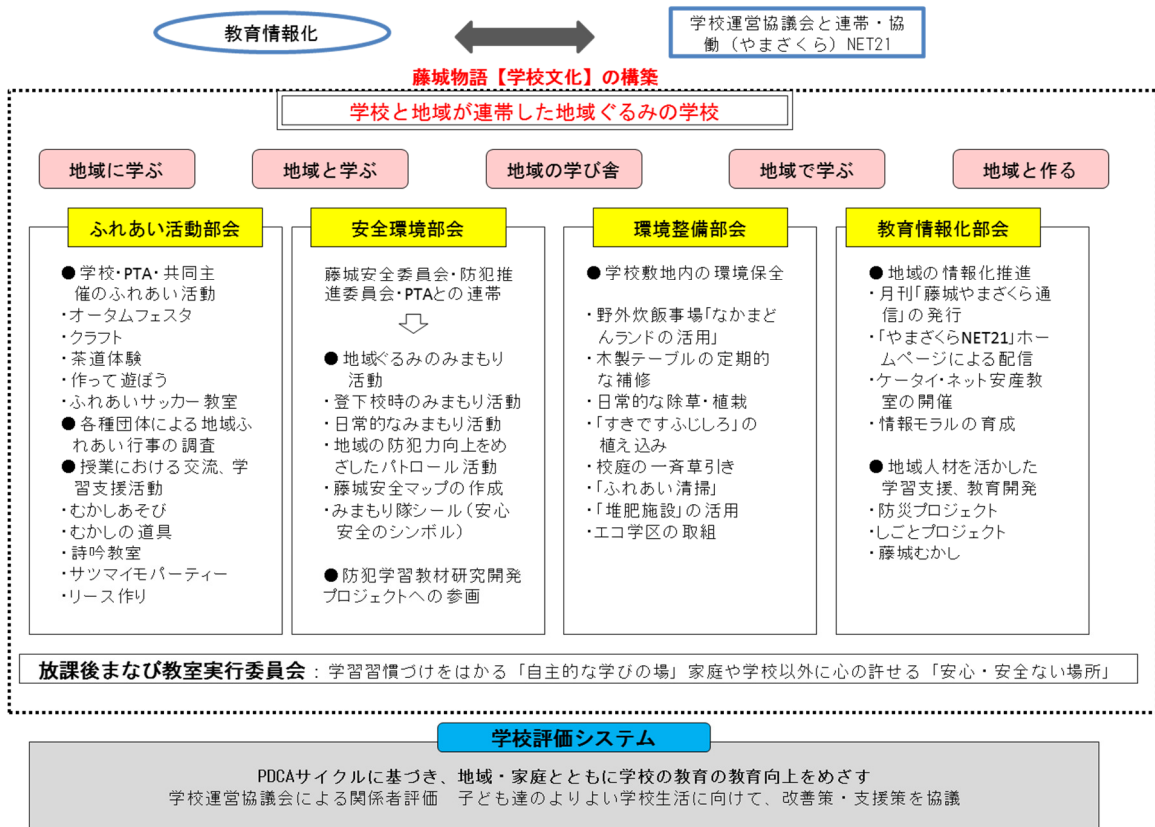 教育情報化
学校運営協議会と連帯・協
働（やまざくら）NET21
藤城物語【学校文化】の構築
学校と地域が連帯した地域ぐるみの学校
地域に学ぶ
地域と学ぶ
地域の学び舎
地域で学ぶ
地域と作る
ふれあい活動部会
●学校・PTA・共同主
催のふれあい活動
・オータムフェスタ
・クラフト
・茶道体験
・作って遊ぼう
・ふれあいサッカー教室
●各種団体による地域ふ
れあい行事の調査
●授業における交流、学
習支援活動
・むかしあそび
・むかしの道具
・詩吟教室
・サツマイモパーティー
・リース作り
安全環境部会
藤城安全委員会・防犯推
進委員会・PTAとの連帯
●地域ぐるみのみまもり
活動
・登下校時のみまもり活動
・日常的なみまもり活動
・地域の防犯力向上をめ
ざしたパトロール活動
・藤城安全マップの作成
・みまもり隊シール（安心
安全のシンボル）
●防犯学習教材研究開発
プロジェクトへの参画
環境整備部会
●学校敷地内の環境保全
・野外炊飯事場「なかまど
んランドの活用」
・木製テーブルの定期的
な補修
・日常的な除草・植栽
・「すきですふじしろ」の
植え込み
・校庭の一斉草引き
・「ふれあい清掃」
・「堆肥施設」の活用
・エコ学区の取組
教育情報化部会
●地域の情報化推進
・月刊「藤城やまざくら通
信」の発行
・「やまざくらNET21」ホー
ムページによる配信
・ケータイ・ネット安産教
室の開催
・情報モラルの育成
●地域人材を活かした
学習支援、教育開発
・防災プロジェクト
・しごとプロジェクト
・藤城むかし
放課後まなび教室実行委員会：学習習慣づけをはかる「自主的な学びの場」家庭や学校以外に心の許せる「安心・安全ない場所」
学校評価システム
PDCAサイクルに基づき、地域・家庭とともに学校の教育の教育向上をめざす
学校運営協議会による関係者評価　子ども達のよりよい学校生活に向けて、改善策・支援策を協議